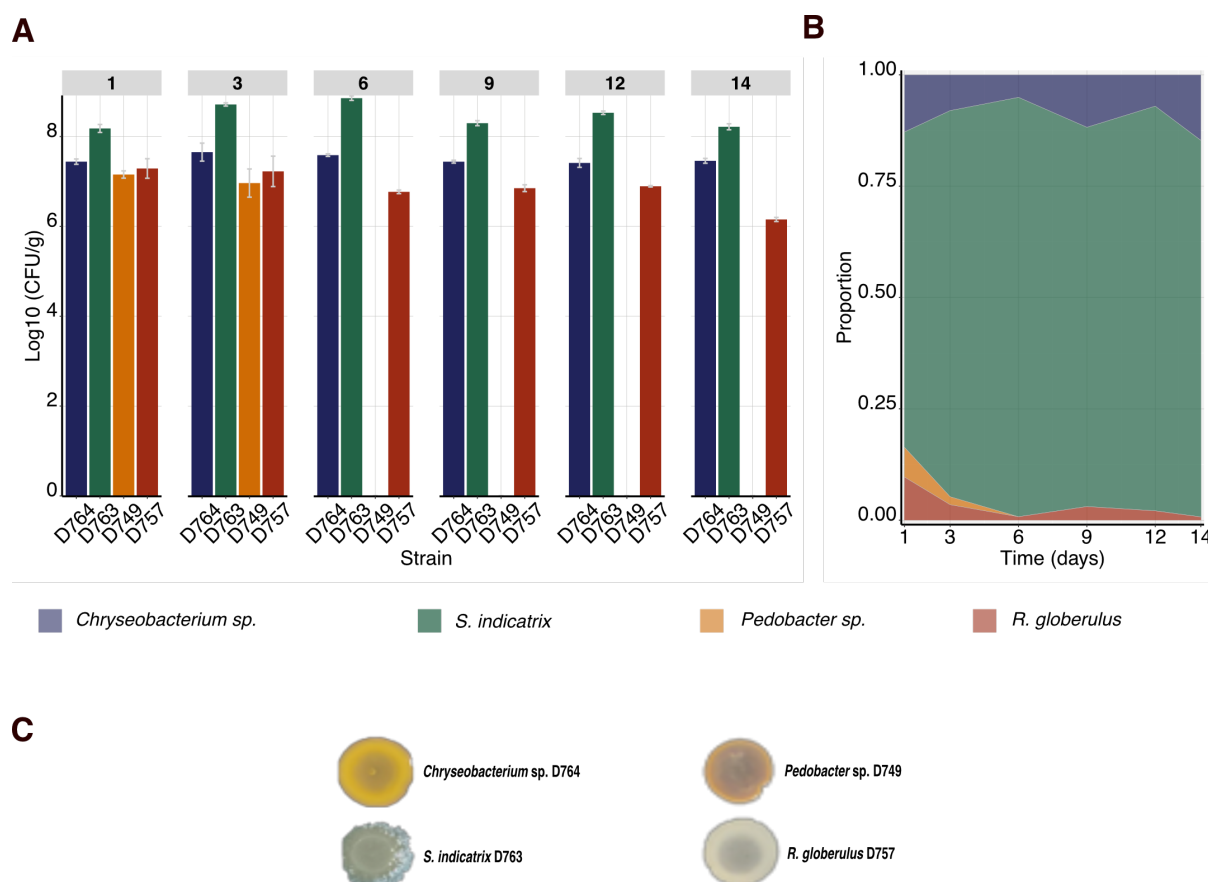 A
B
1 3 6 9 12 14
Log10 (CFU/g)
8
6
4
2
0
D764 D763 D749 D757 D764 D763 D749 D757 D764 D763 D749 D757 D764 D763 D749 D757 D764 D763 D749 D757 D764 D763 D749 D757
Strain
Proportion
1.00
0.75
0.50
0.25
0.00
1 3 6 9 12 14
Time (days)
Chryseobacterium sp. S. indicatrix Pedobacter sp. R. globerulus
C
Chryseobacterium sp. D764 Pedobacter sp. D749
S. indicatrix D763 R. globerulus D757